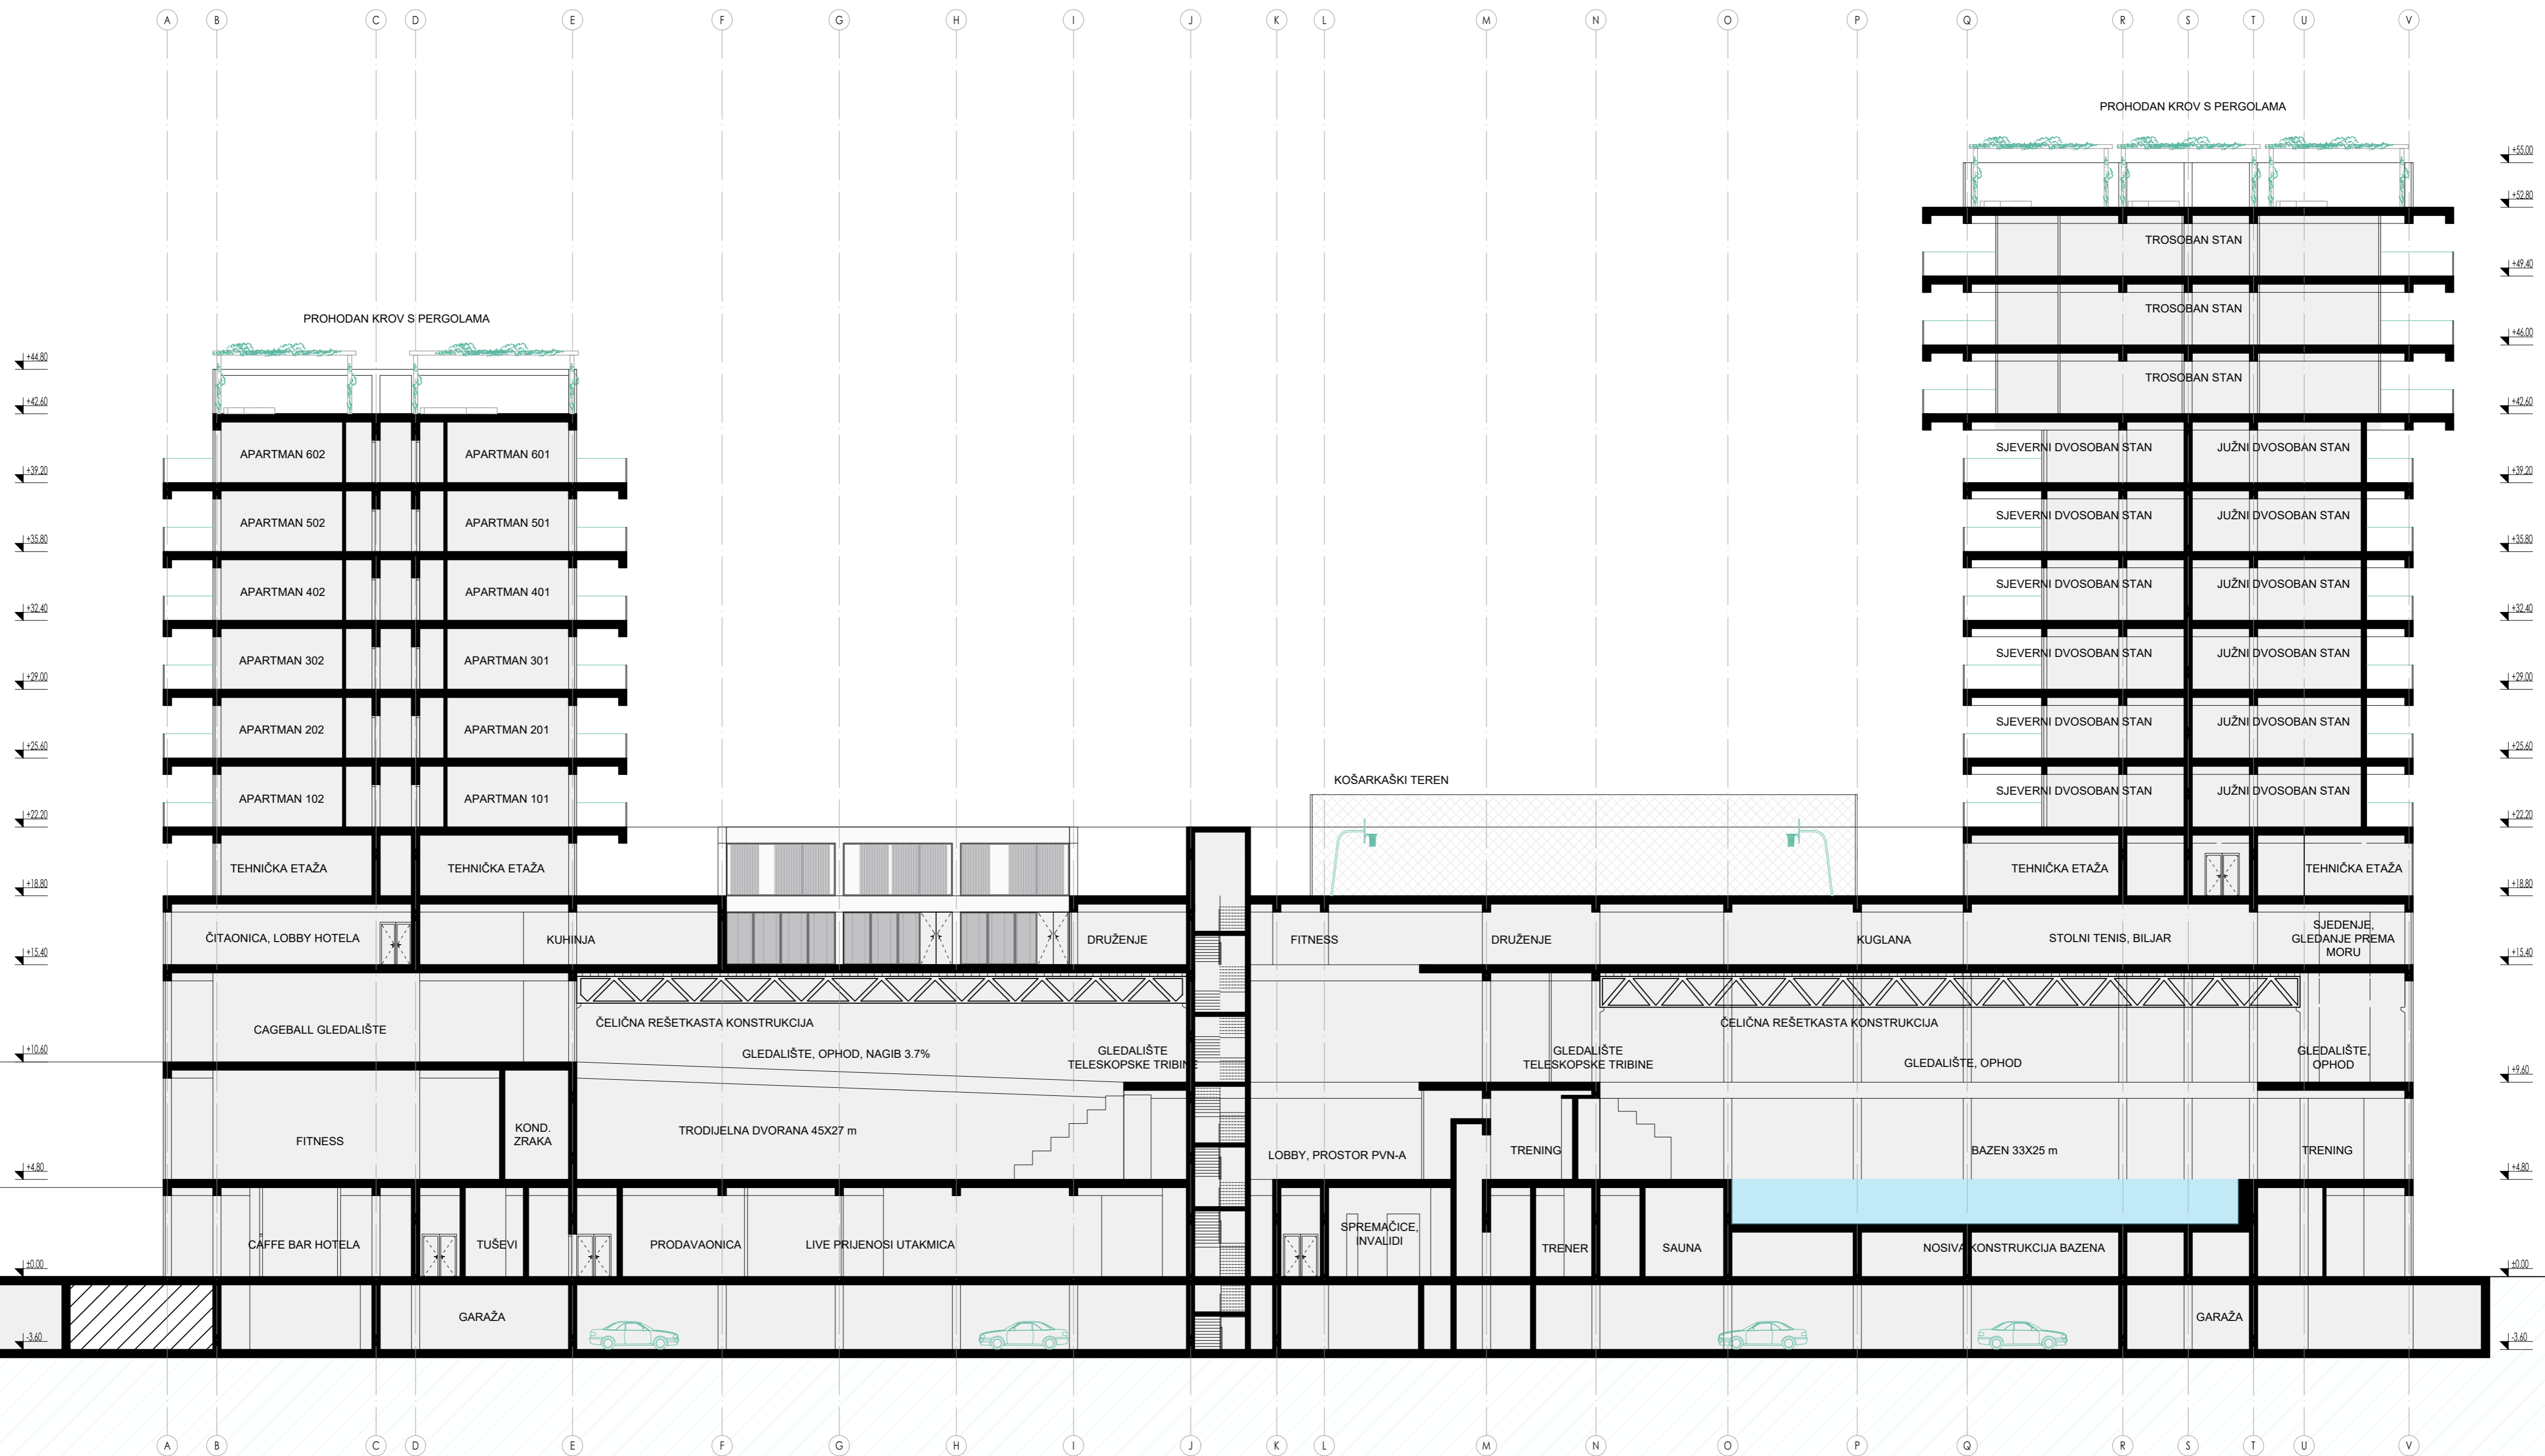 A B C D E F G H I J K L M N O P Q R S T U V
PROHODAN KROV S PERGOLAMA
+55.00
+52.80
TROSOBAN STAN
+49.40
TROSOBAN STAN
+46.00
PROHODAN KROV S PERGOLAMA
+44.80
TROSOBAN STAN
+42.60
+42.60
APARTMAN 602 APARTMAN 601 SJEVERNI DVOSOBAN STAN JUŽNI DVOSOBAN STAN
+39.20
+39.20
APARTMAN 502 APARTMAN 501 SJEVERNI DVOSOBAN STAN JUŽNI DVOSOBAN STAN
+35.80
+35.80
APARTMAN 402 APARTMAN 401 SJEVERNI DVOSOBAN STAN JUŽNI DVOSOBAN STAN
+32.40
+32.40
APARTMAN 302 APARTMAN 301 SJEVERNI DVOSOBAN STAN JUŽNI DVOSOBAN STAN
+29.00
+29.00
APARTMAN 202 APARTMAN 201 SJEVERNI DVOSOBAN STAN JUŽNI DVOSOBAN STAN
+25.60
+25.60
KOŠARKAŠKI TEREN
APARTMAN 102 APARTMAN 101 SJEVERNI DVOSOBAN STAN JUŽNI DVOSOBAN STAN
+22.20
+22.20
TEHNIČKA ETAŽA TEHNIČKA ETAŽA TEHNIČKA ETAŽA TEHNIČKA ETAŽA
+18.80
+18.80
ČITAONICA, LOBBY HOTELA
KUHINJA
DRUŽENJE
FITNESS
DRUŽENJE
KUGLANA
STOLNI TENIS, BILJAR
SJEDENJE,
GLEDANJE PREMA
MORU
+15.40
+15.40
CAGEBALL GLEDALIŠTE
ČELIČNA REŠETKASTA KONSTRUKCIJA
GLEDALIŠTE, OPHOD, NAGIB 3.7%
GLEDALIŠTE
TELESKOPSKE TRIBINE
GLEDALIŠTE
TELESKOPSKE TRIBINE
ČELIČNA REŠETKASTA KONSTRUKCIJA
GLEDALIŠTE, OPHOD
GLEDALIŠTE,
OPHOD
+10.60
+9.60
FITNESS
KOND.
ZRAKA
TRODIJELNA DVORANA 45X27 m
LOBBY, PROSTOR PVN-A
TRENING
BAZEN 33X25 m
TRENING
+4.80
+4.80
CAFFE BAR HOTELA
TUŠEVI
PRODAVAONICA
LIVE PRIJENOSI UTAKMICA
SPREMAČICE,
INVALIDI
TRENER
SAUNA
NOSIVA KONSTRUKCIJA BAZENA
±0.00
±0.00
GARAŽA
GARAŽA
-3.60
-3.60
A B C D E F G H I J K L M N O P Q R S T U V